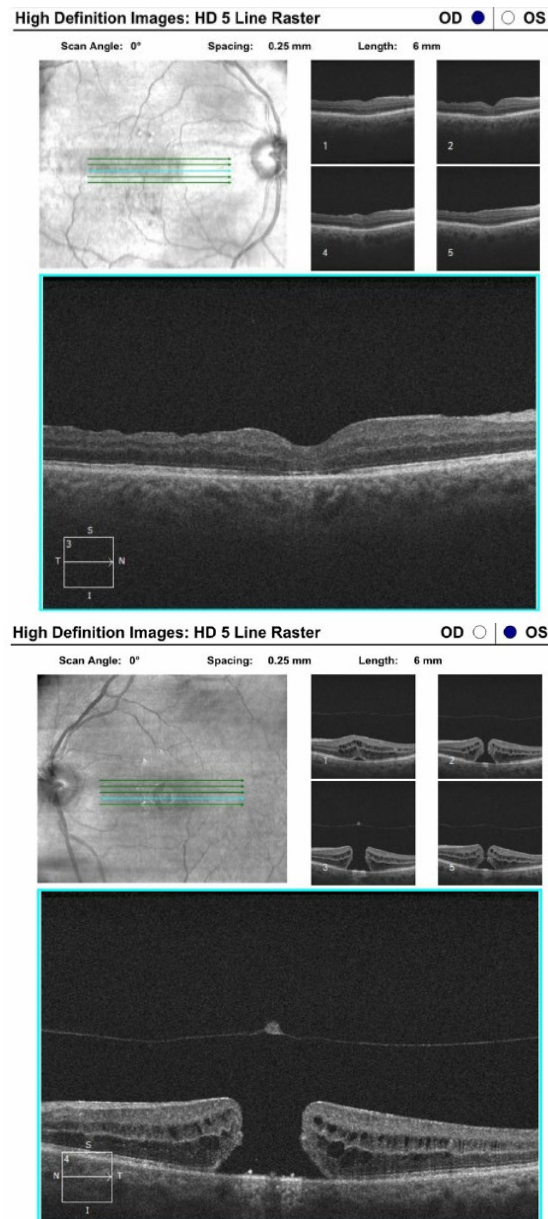 High Definition Images: HD 5 Line Raster OD OS
Scan Angle: 0° Spacing: 0.25 mm Length: 6 mm
1 2
4 5
3 S
T N
I
High Definition Images: HD 5 Line Raster OD OS
Scan Angle: 0° Spacing: 0.25 mm Length: 6 mm
1 2
3 5
S
4
N T
I